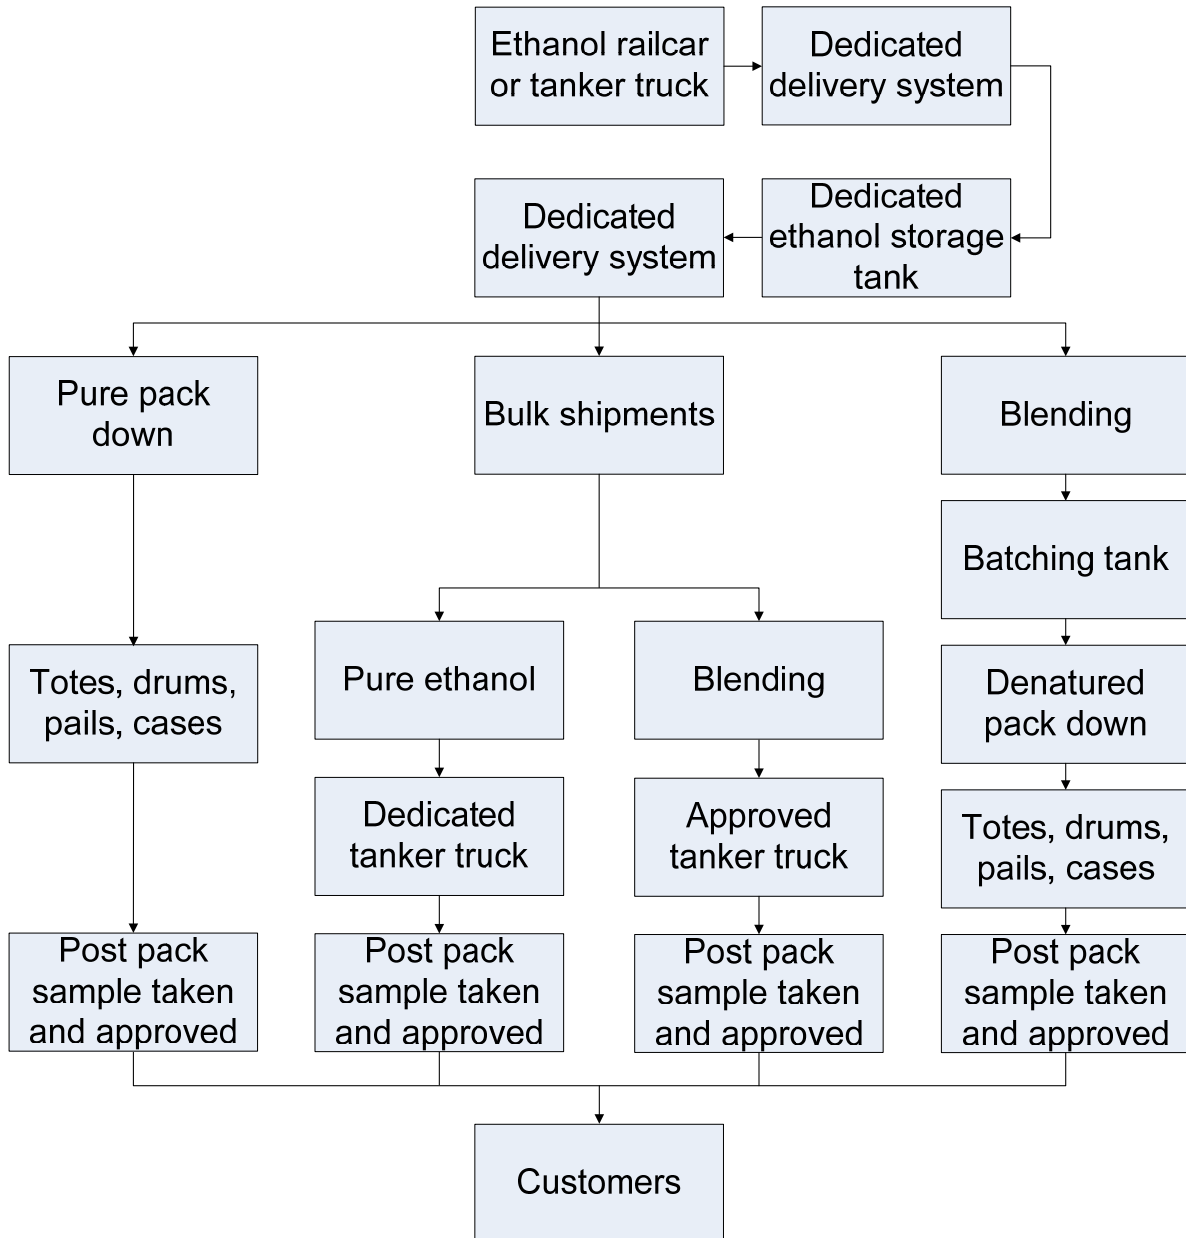 Ethanol railcar
or tanker truck
Dedicated
delivery system
Dedicated
delivery system
Dedicated
ethanol storage
tank
Pure pack
down
Bulk shipments
Blending
Batching tank
Totes, drums,
pails, cases
Pure ethanol
Blending
Denatured
pack down
Dedicated
tanker truck
Approved
tanker truck
Totes, drums,
pails, cases
Post pack
sample taken
and approved
Post pack
sample taken
and approved
Post pack
sample taken
and approved
Post pack
sample taken
and approved
Customers